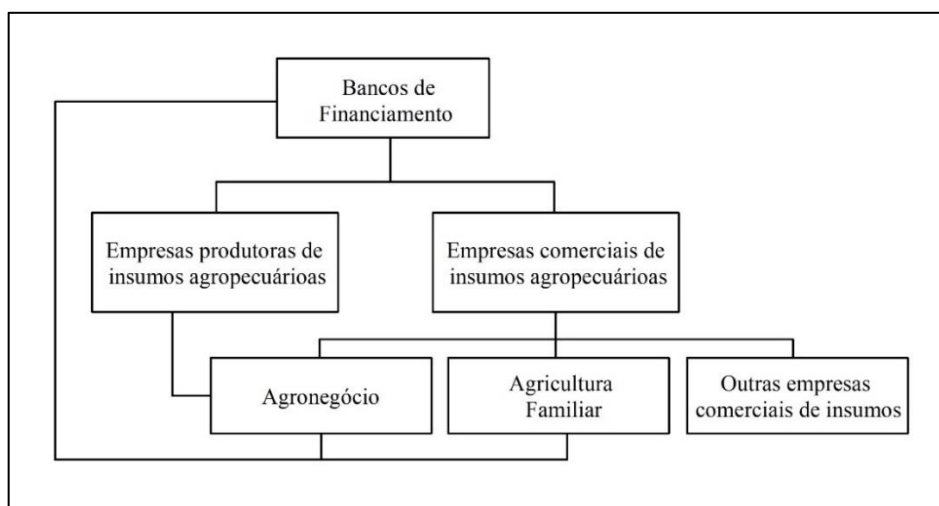 Bancos de
Financiamento
Empresas produtoras de
insumos agropecuárioas
Empresas comerciais de
insumos agropecuárioas
Agronegócio
Agricultura
Familiar
Outras empresas
comerciais de insumos